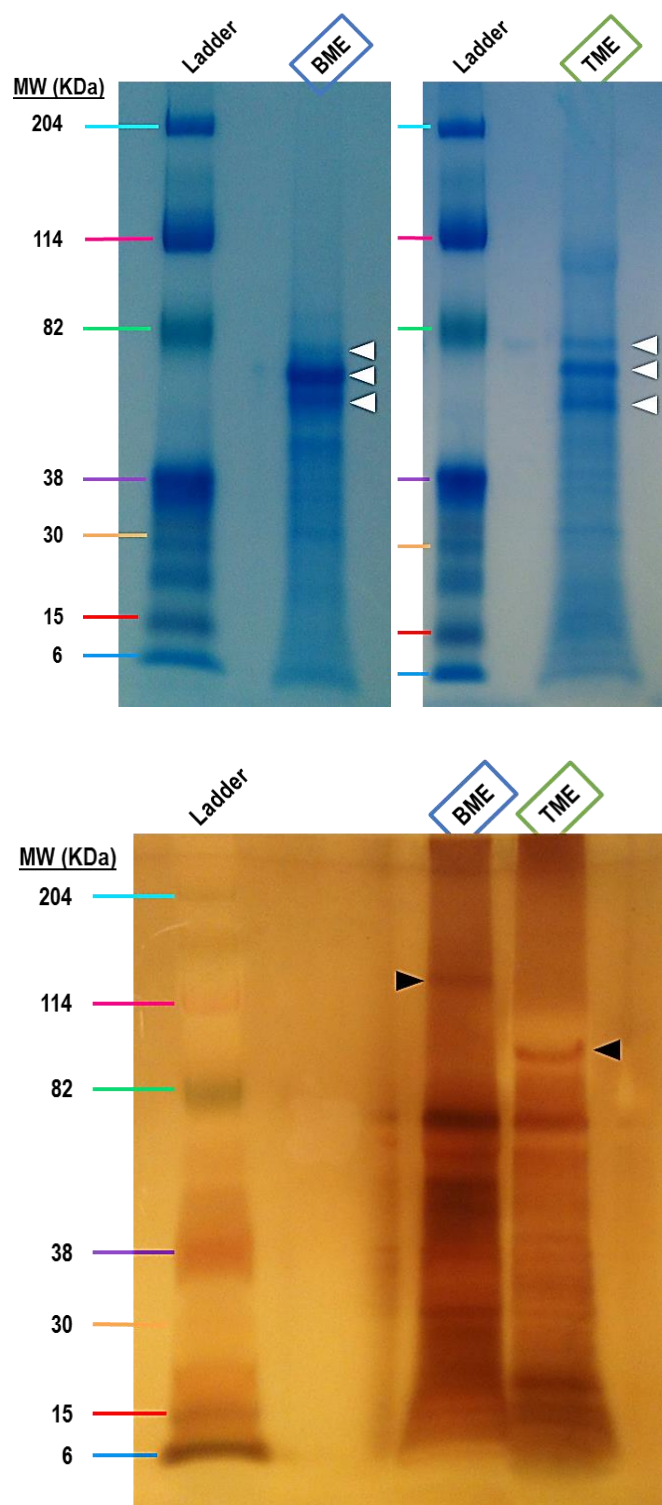 Ladder
BME
Ladder
TME
MW (KDa)
204
114
82
38
30
15
6
Ladder
BME
TME
MW (KDa)
204
114
82
38
30
15
6